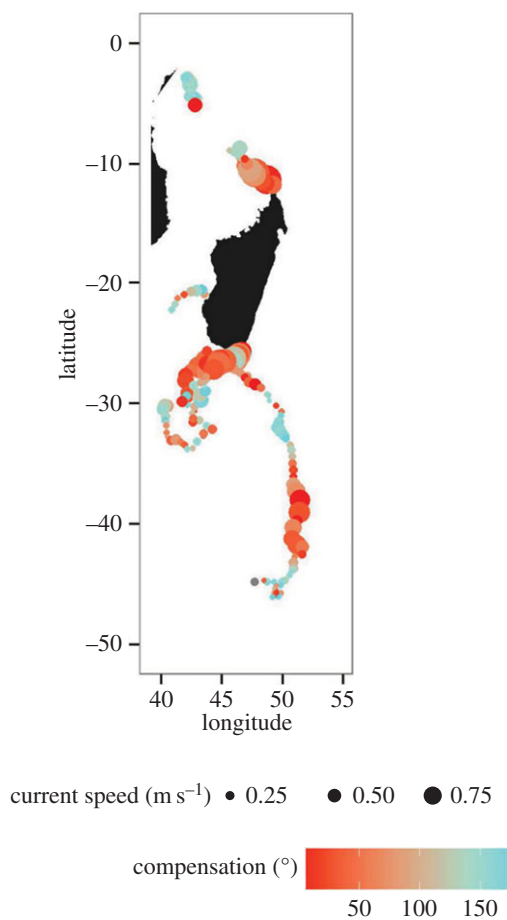 0
–10
–20
–30
–40
–50
latitude
40 45 50 55
longitude
current speed (m s–1) 0.25 0.50 0.75
compensation (°)
50 100 150